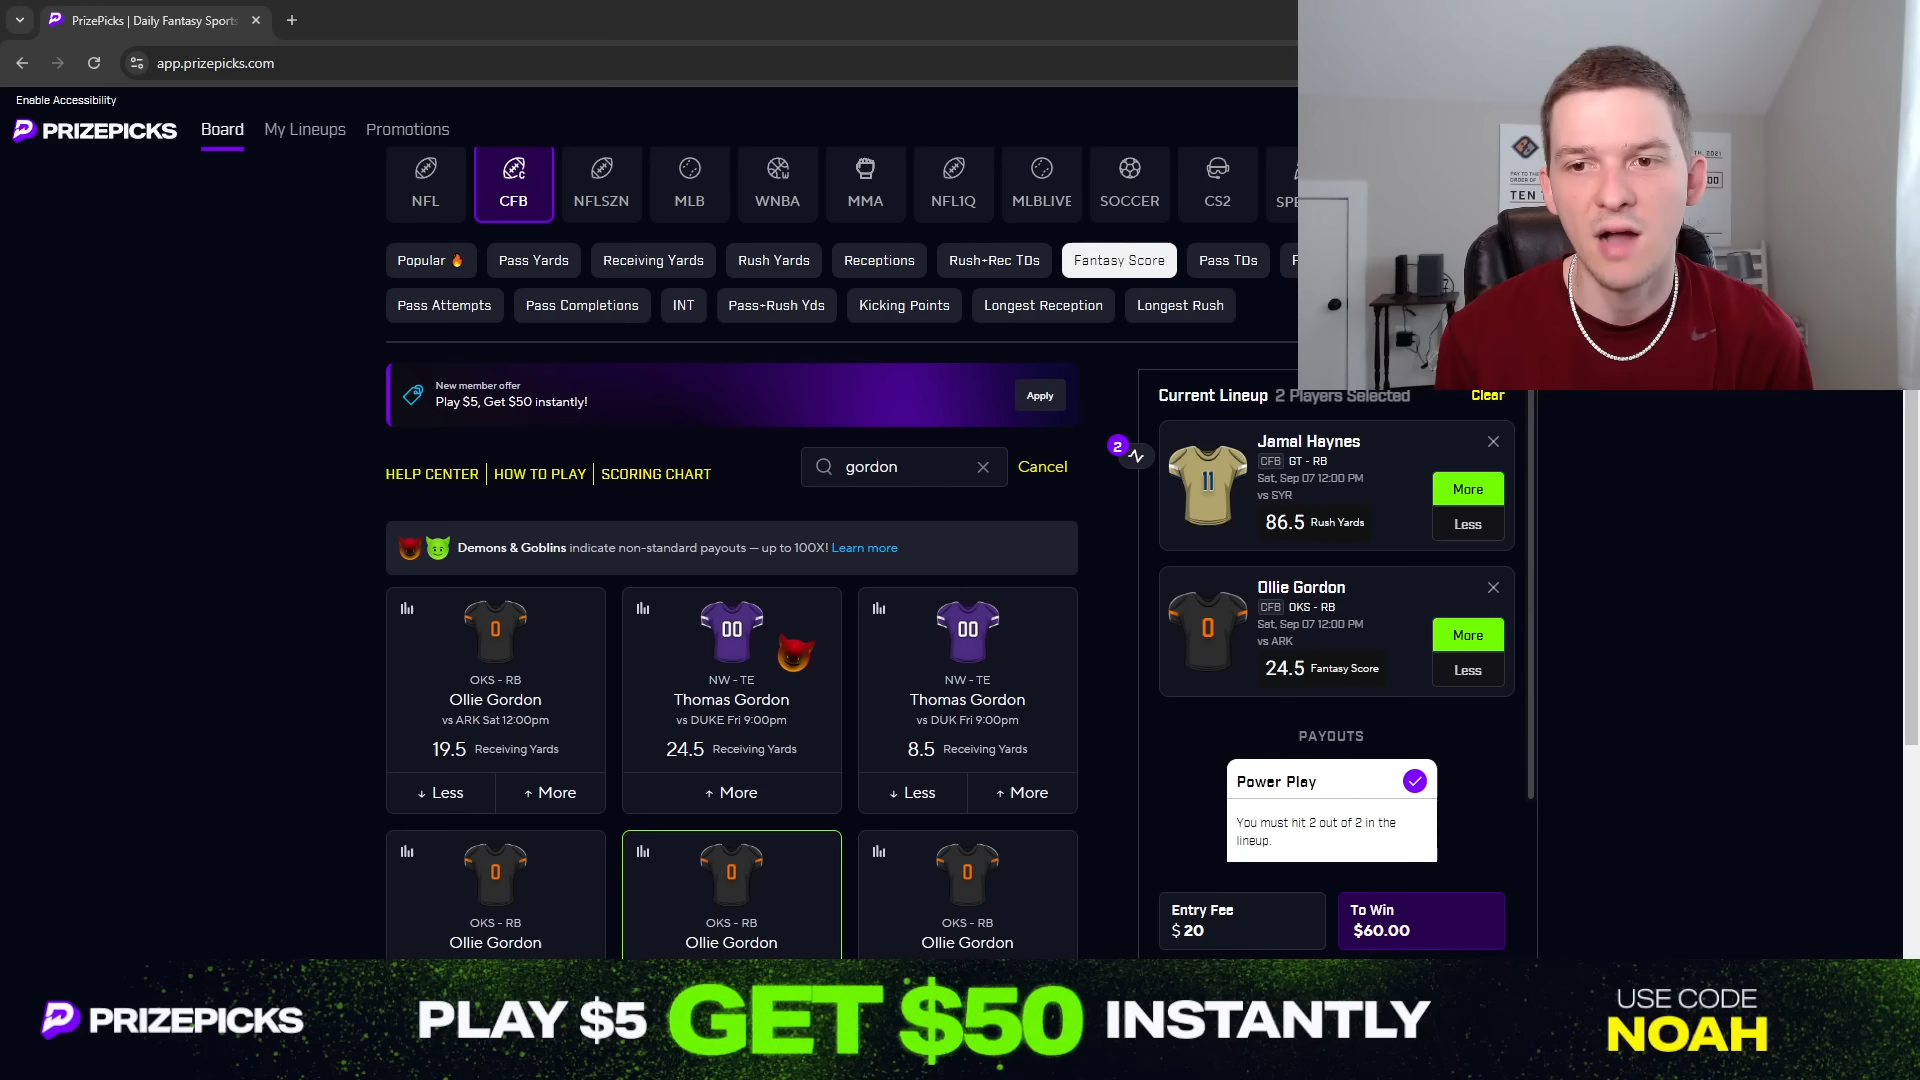 PrizePicks | Daily Fantasy Sports
app.prizepicks.com
Enable Accessibility
PRIZEPICKS
Board
My Lineups
Promotions
NFL
CFB
NFLSZN
MLB
WNBA
MMA
NFL1Q
MLBLIVE
SOCCER
CS2
Popular
Pass Yards
Receiving Yards
Rush Yards
Receptions
Rush+Rec TDs
Fantasy Score
Pass TDs
Pass Attempts
Pass Completions
INT
Pass+Rush Yds
Kicking Points
Longest Reception
Longest Rush
New member offer
Play $5, Get $50 instantly!
Apply
HELP CENTER
HOW TO PLAY
SCORING CHART
gordon
Cancel
Demons & Goblins indicate non-standard payouts — up to 100X! Learn more
0
OKS - RB
Ollie Gordon
vs ARK Sat 12:00pm
19.5 Receiving Yards
Less
More
00
NW - TE
Thomas Gordon
vs DUKE Fri 9:00pm
24.5 Receiving Yards
More
00
NW - TE
Thomas Gordon
vs DUK Fri 9:00pm
8.5 Receiving Yards
Less
More
0
OKS - RB
Ollie Gordon
0
OKS - RB
Ollie Gordon
0
OKS - RB
Ollie Gordon
Current Lineup 2 Players Selected
Clear
2
11
Jamal Haynes
CFB GT - RB
Sat, Sep 07 12:00 PM
vs SYR
86.5 Rush Yards
More
Less
0
Ollie Gordon
CFB OKS - RB
Sat, Sep 07 12:00 PM
vs ARK
24.5 Fantasy Score
More
Less
PAYOUTS
Power Play
You must hit 2 out of 2 in the
lineup.
Entry Fee
$ 20
To Win
$60.00
PRIZEPICKS
PLAY $5 GET $50 INSTANTLY
USE CODE
NOAH